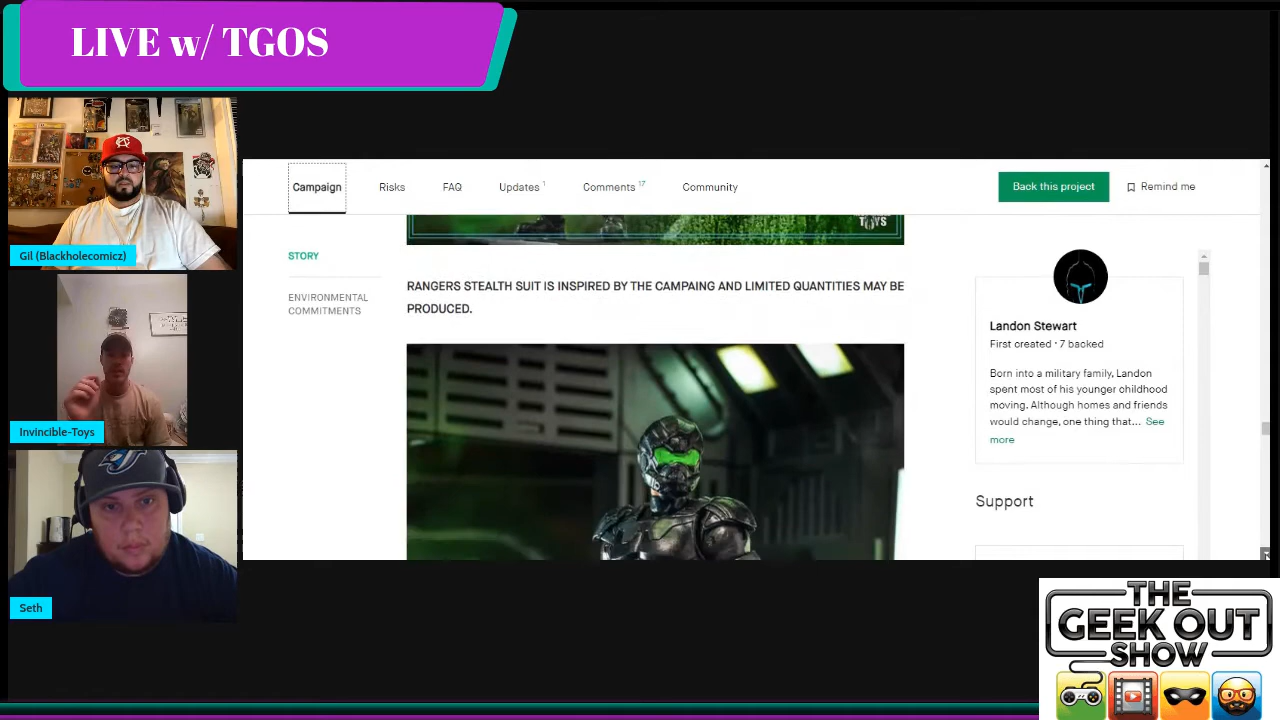 LIVE w/ TGOS
Gil (Blackholecomicz)
Invincible-Toys
Seth
Campaign
Risks
FAQ
Updates 1
Comments 17
Community
Back this project
Remind me
TOYS
STORY
ENVIRONMENTAL
COMMITMENTS
RANGERS STEALTH SUIT IS INSPIRED BY THE CAMPAING AND LIMITED QUANTITIES MAY BE
PRODUCED.
Landon Stewart
First created · 7 backed
Born into a military family, Landon
spent most of his younger childhood
moving. Although homes and friends
would change, one thing that... See
more
Support
THE
GEEK OUT
SHOW